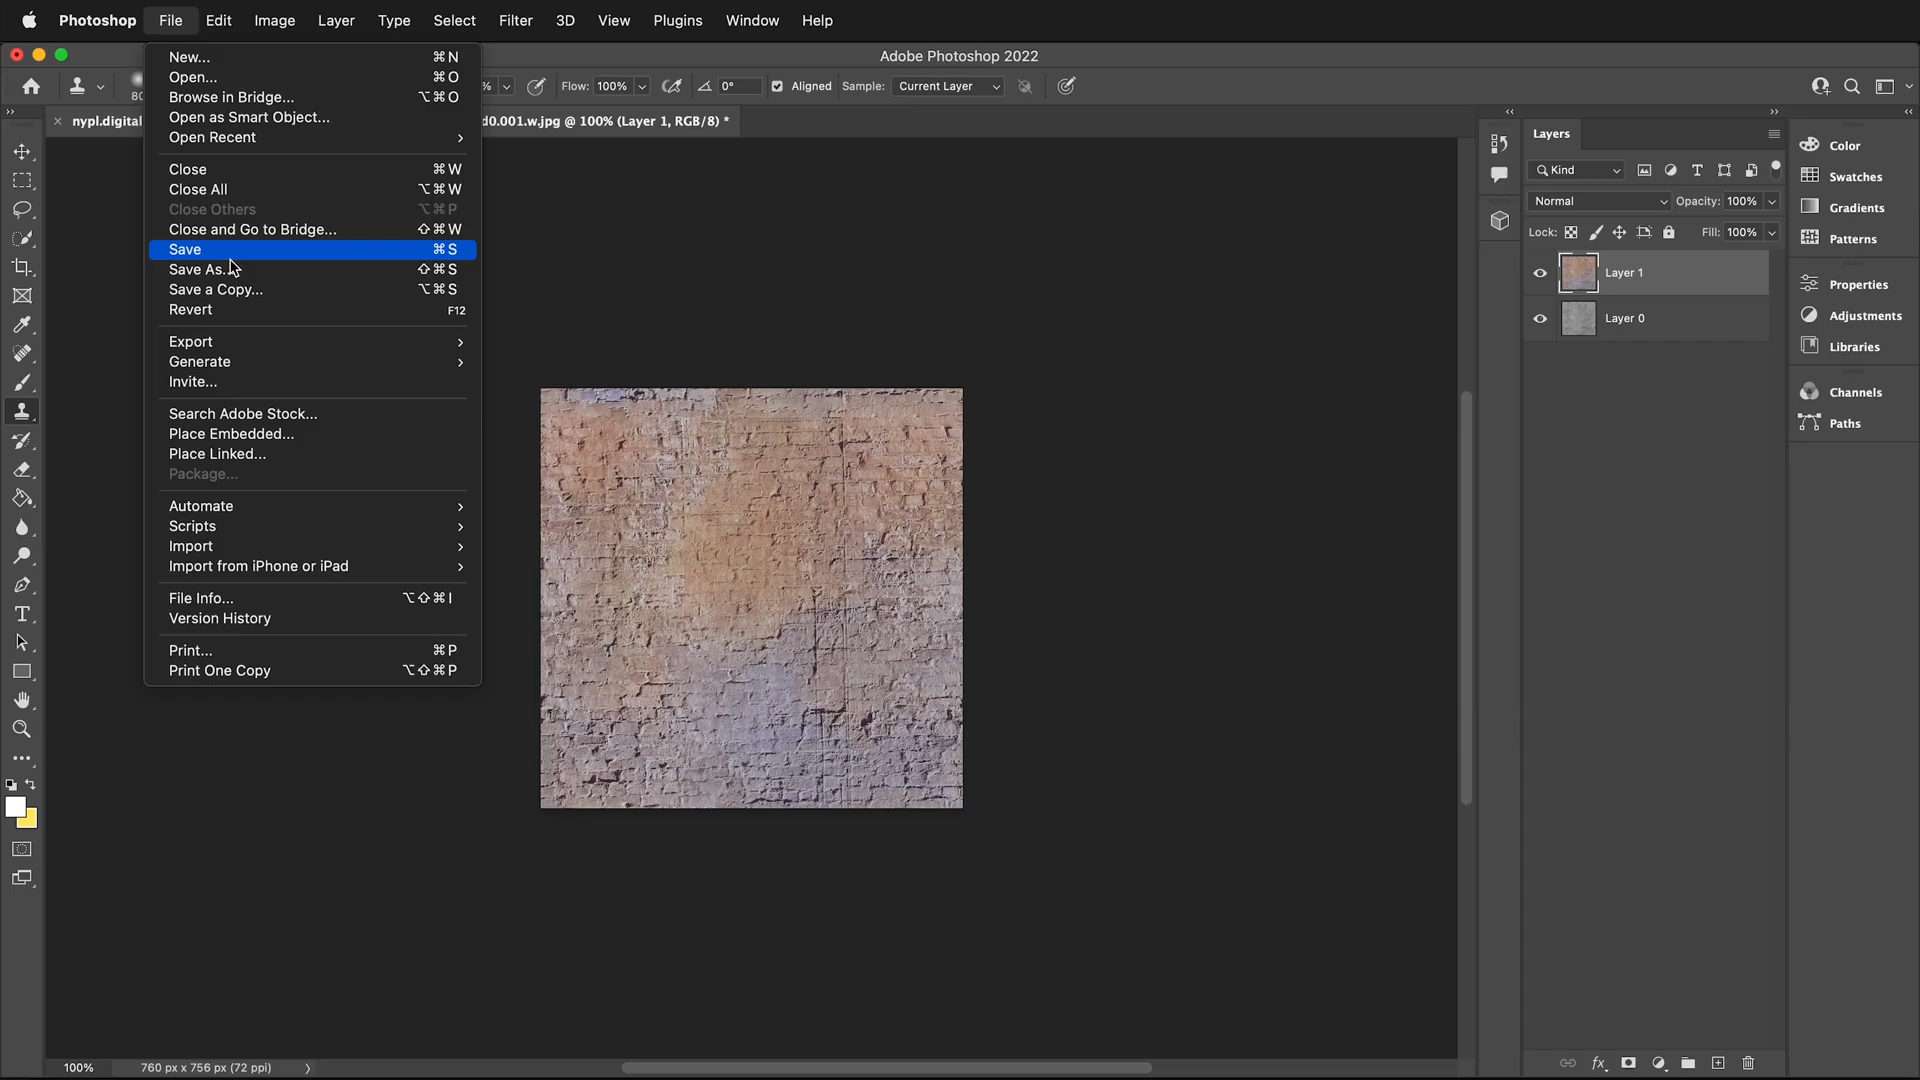 Photoshop File Edit Image Layer Type Select Filter 3D View Plugins Window Help
Adobe Photoshop 2022
80 % Flow: 100% 0° Aligned Sample: Current Layer
nypl.digital d0.001.w.jpg @ 100% (Layer 1, RGB/8) *
New... ⌘N
Open... ⌘O
Browse in Bridge... ⌥⌘O
Open as Smart Object...
Open Recent
Close ⌘W
Close All ⌥⌘W
Close Others ⌥⌘P
Close and Go to Bridge... ⇧⌘W
Save ⌘S
Save As... ⇧⌘S
Save a Copy... ⌥⌘S
Revert F12
Export
Generate
Invite...
Search Adobe Stock...
Place Embedded...
Place Linked...
Package...
Automate
Scripts
Import
Import from iPhone or iPad
File Info... ⌥⇧⌘I
Version History
Print... ⌘P
Print One Copy ⌥⇧⌘P
Layers
Kind
Normal Opacity: 100%
Lock: Fill: 100%
Layer 1
Layer 0
Color
Swatches
Gradients
Patterns
Properties
Adjustments
Libraries
Channels
Paths
100% 760 px x 756 px (72 ppi)